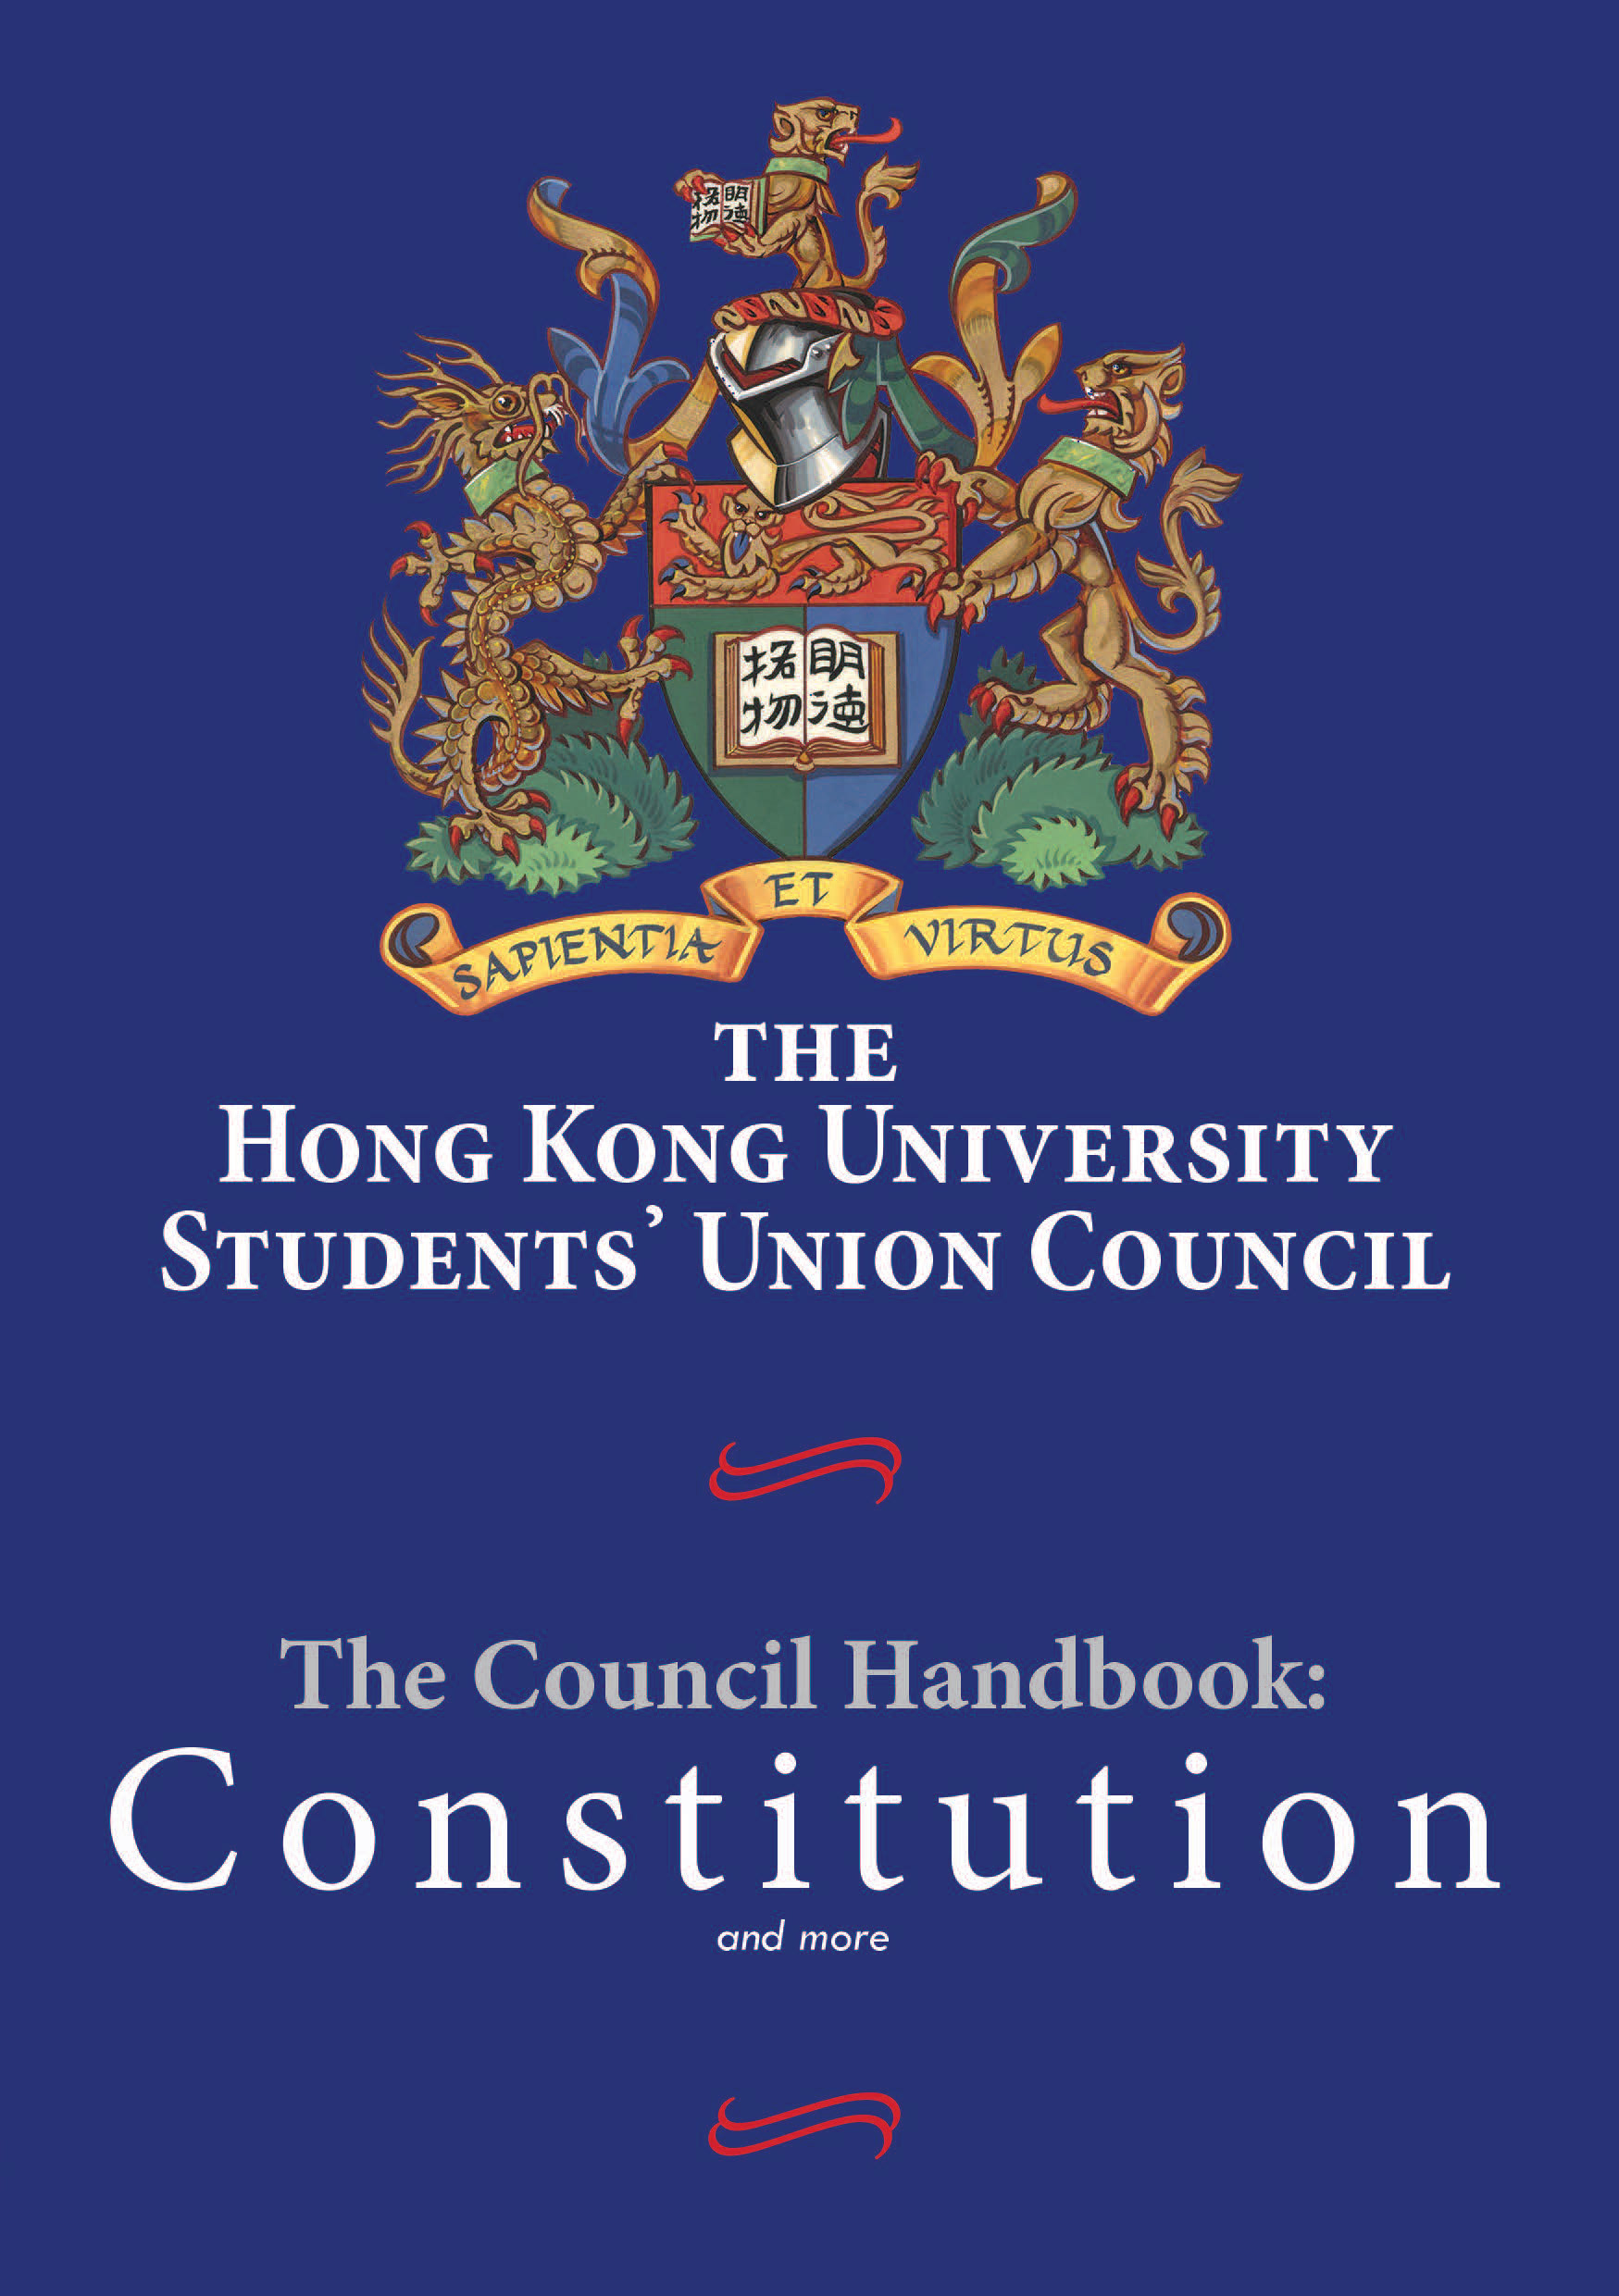 明德
格物
明德
格物
SAPIENTIA ET VIRTUS
THE
HONG KONG UNIVERSITY
STUDENTS' UNION COUNCIL
The Council Handbook:
Constitution
and more